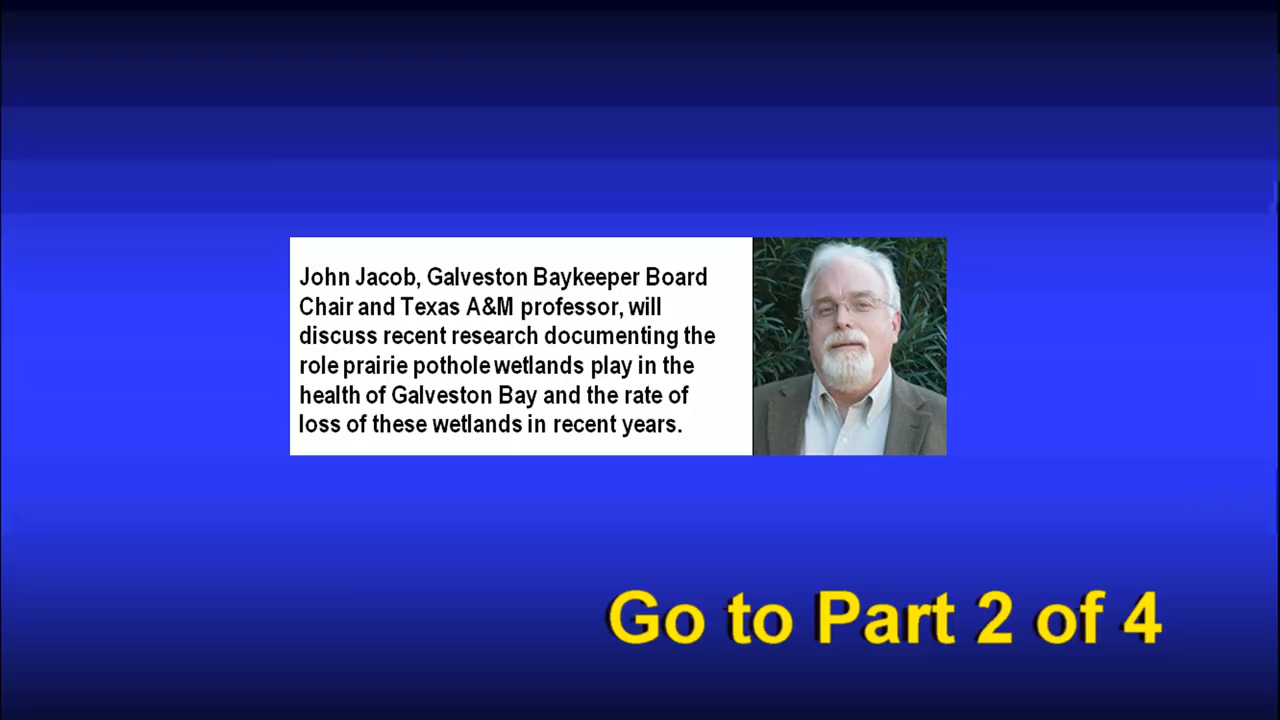 John Jacob, Galveston Baykeeper Board
Chair and Texas A&M professor, will
discuss recent research documenting the
role prairie pothole wetlands play in the
health of Galveston Bay and the rate of
loss of these wetlands in recent years.
Go to Part 2 of 4